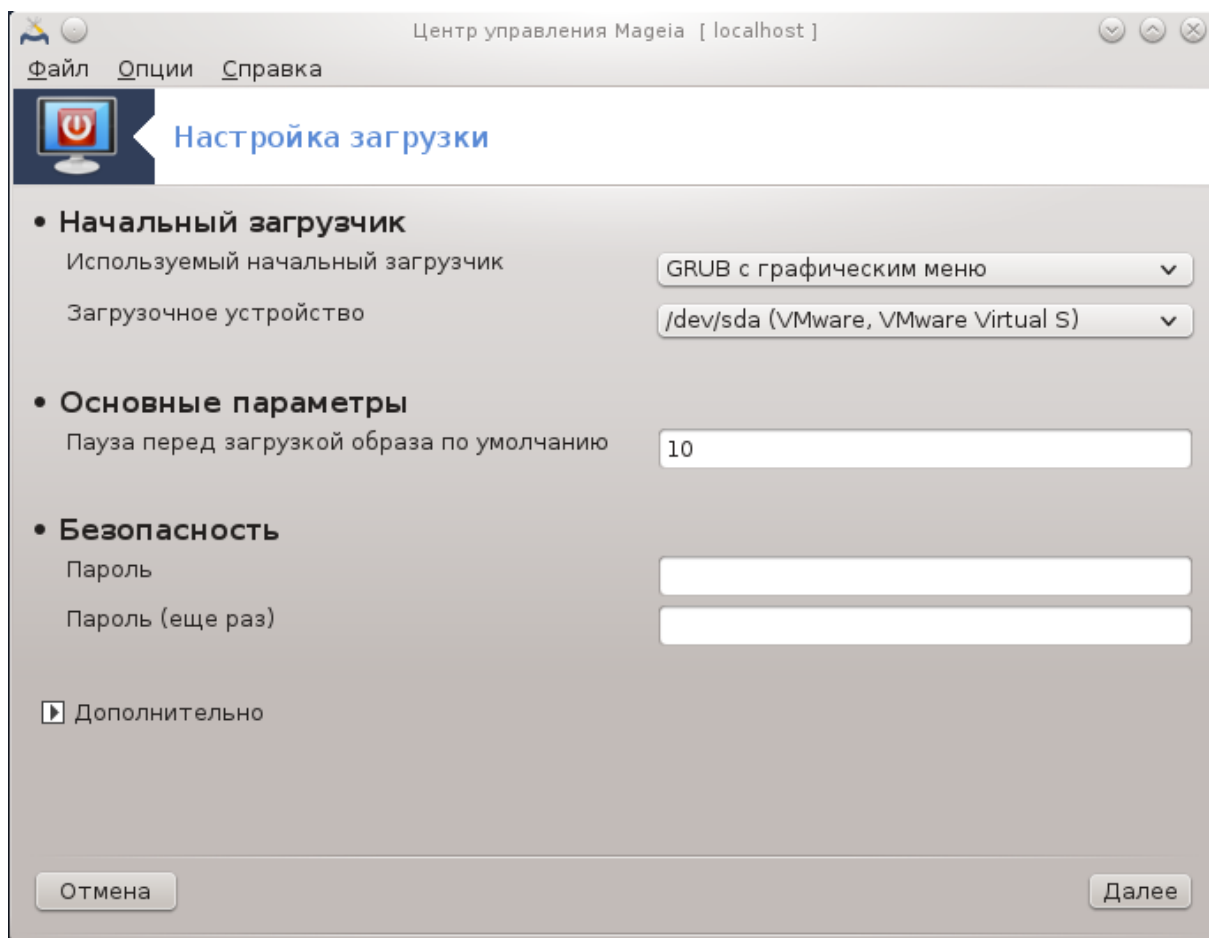 Центр управления Mageia [ localhost ]
Файл Опции Справка
Настройка загрузки
• Начальный загрузчик
Используемый начальный загрузчик GRUB с графическим меню
Загрузочное устройство /dev/sda (VMware, VMware Virtual S)
• Основные параметры
Пауза перед загрузкой образа по умолчанию 10
• Безопасность
Пароль
Пароль (еще раз)
Дополнительно
Отмена Далее